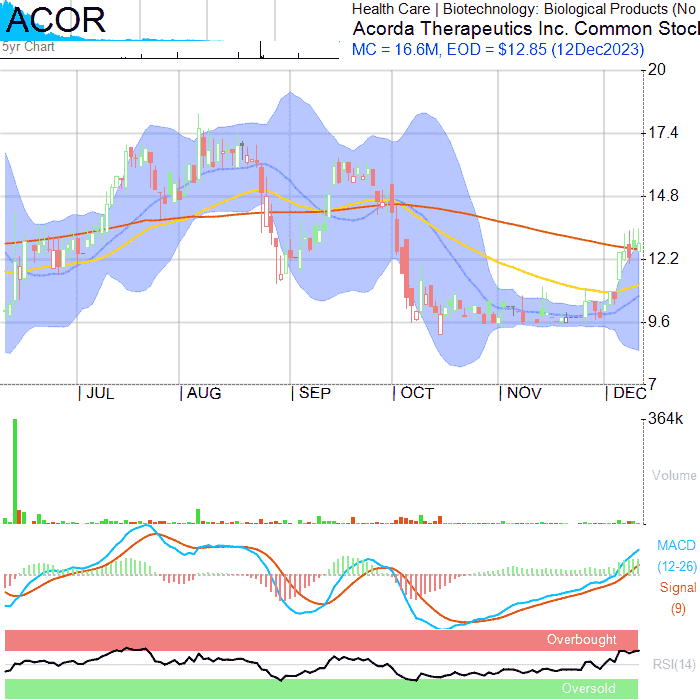 ACOR
5yr Chart
Health Care | Biotechnology: Biological Products (No
Acorda Therapeutics Inc. Common Stoc
MC = 16.6M, EOD = $12.85 (12Dec2023)
20
17.4
14.8
12.2
9.6
7
| JUL | AUG | SEP | OCT | NOV | DEC
364k
Volume
MACD
(12-26)
Signal
(9)
Overbought
RSI(14)
Oversold